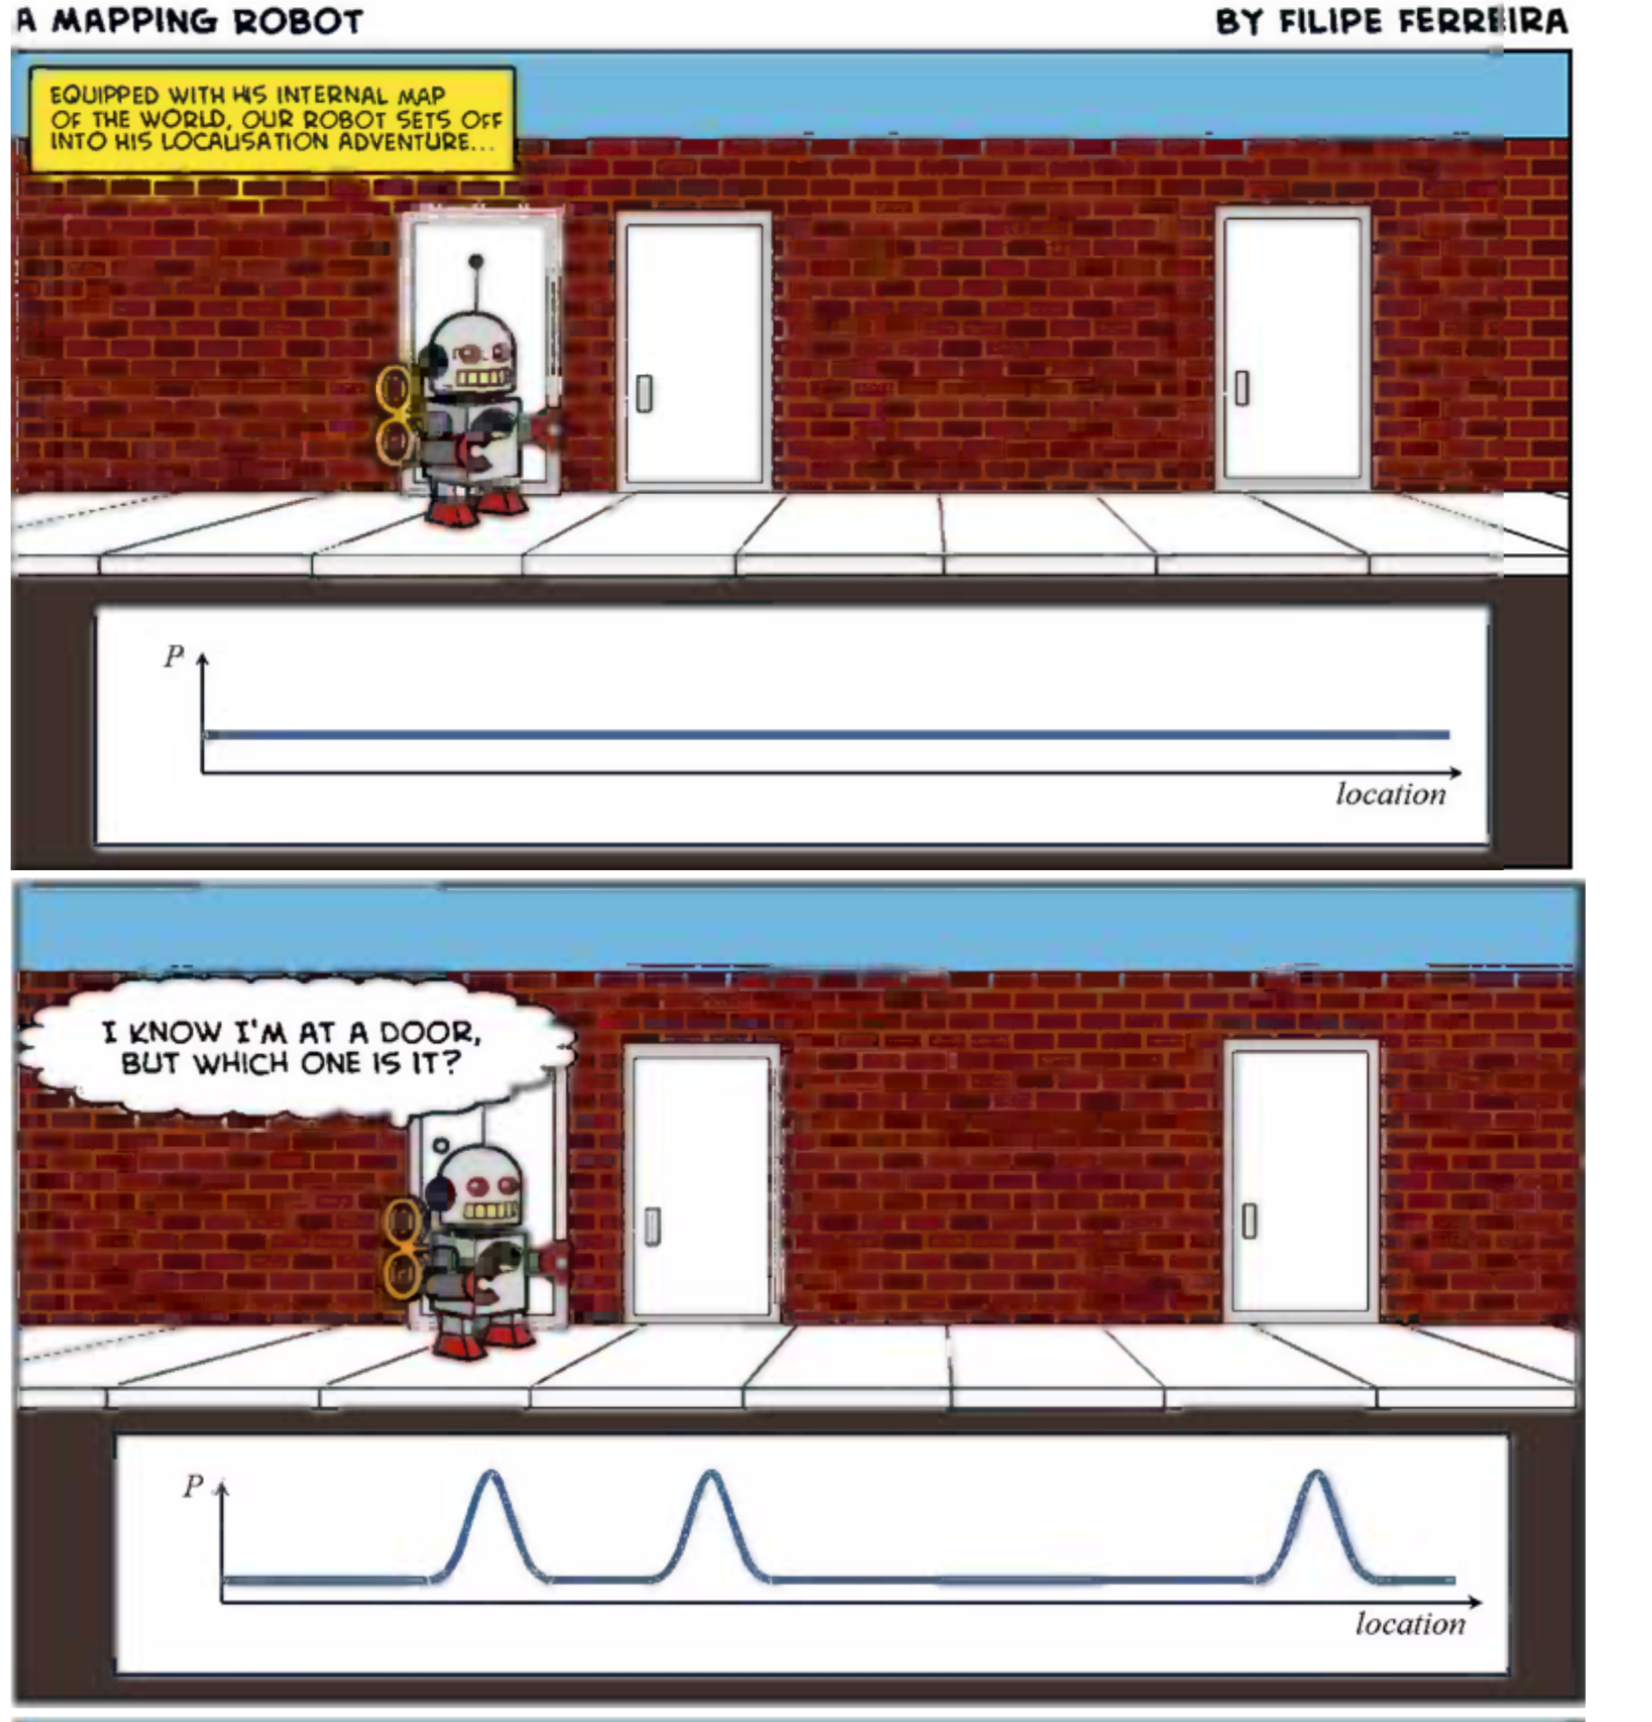 A MAPPING ROBOT
BY FILIPE FERREIRA
EQUIPPED WITH HIS INTERNAL MAP
OF THE WORLD, OUR ROBOT SETS OFF
INTO HIS LOCALISATION ADVENTURE...
P
location
I KNOW I'M AT A DOOR,
BUT WHICH ONE IS IT?
P
location